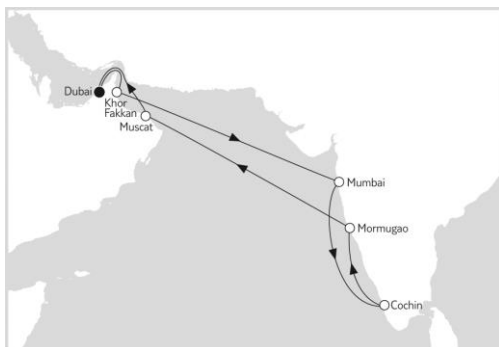 Dubai
Khor
Fakkan
Muscat
Mumbai
Mormugao
Cochin